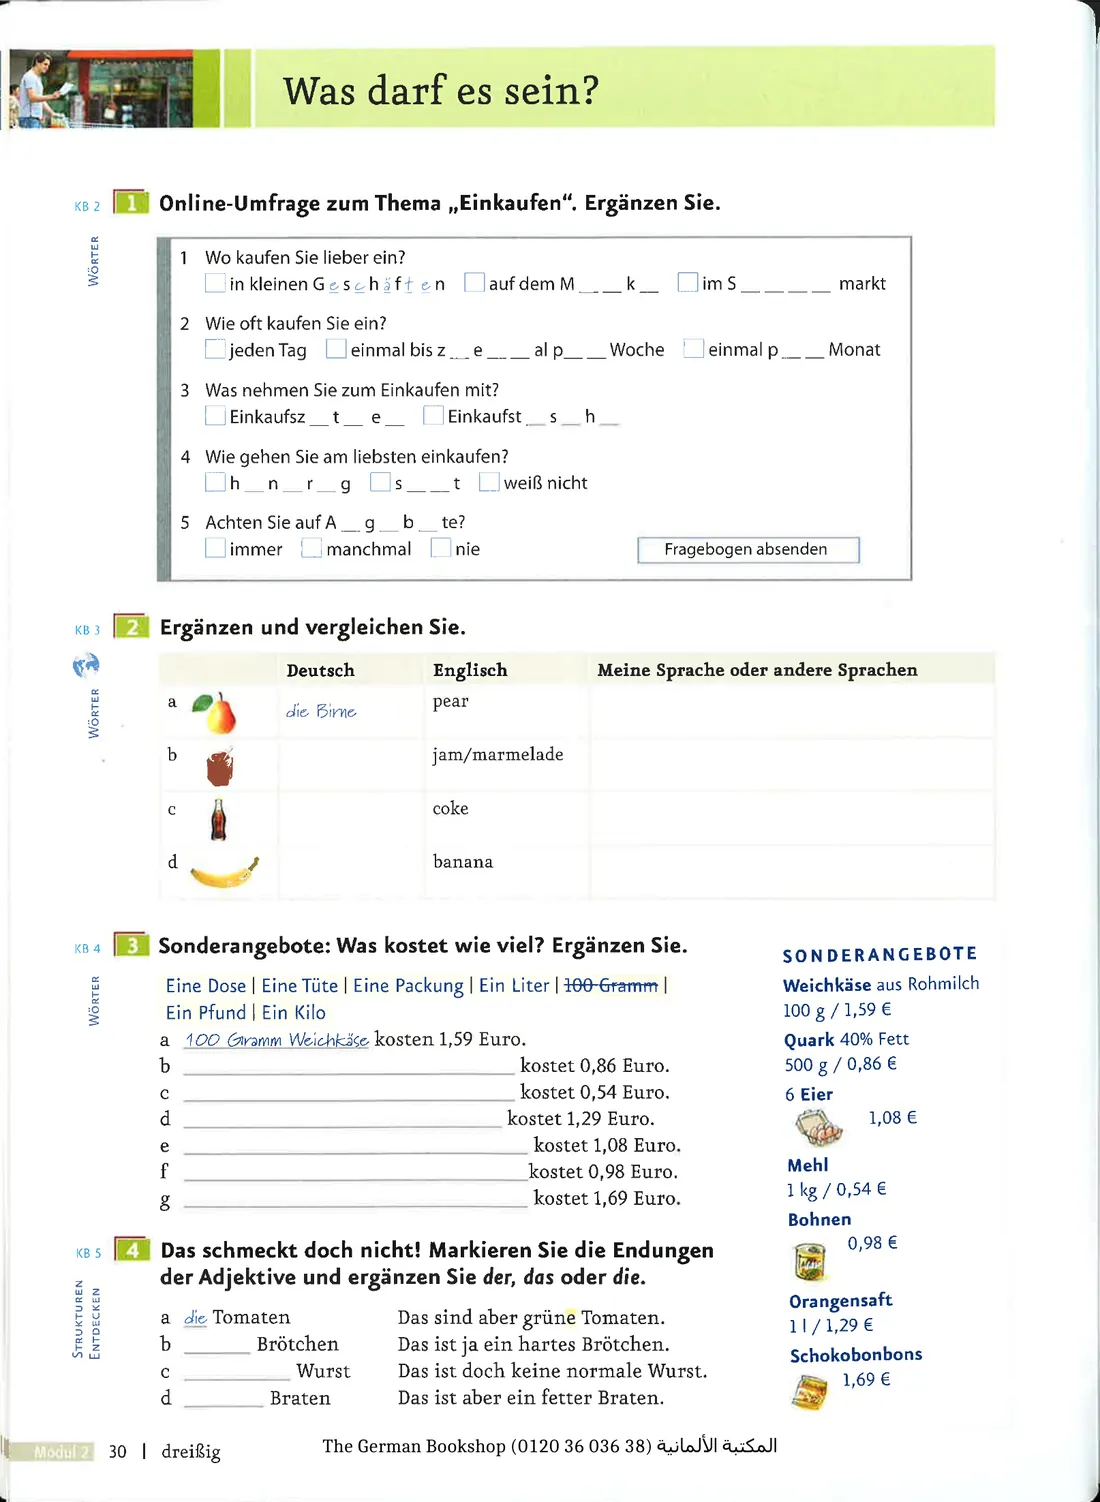 Was darf es sein?
KB 2 1 Online-Umfrage zum Thema „Einkaufen“. Ergänzen Sie.
WÖRTER
1 Wo kaufen Sie lieber ein?
in kleinen Geschäften auf dem M _ _ k _ im S _ _ _ _ markt
2 Wie oft kaufen Sie ein?
jeden Tag einmal bis z _ e _ _ al p _ _ Woche einmal p _ _ Monat
3 Was nehmen Sie zum Einkaufen mit?
Einkaufsz _ t _ e _ Einkaufst _ s _ h _
4 Wie gehen Sie am liebsten einkaufen?
h _ n _ r _ g s _ _ t weiß nicht
5 Achten Sie auf A _ g _ b _ te?
immer manchmal nie Fragebogen absenden
KB 3 2 Ergänzen und vergleichen Sie.
WÖRTER
Deutsch Englisch Meine Sprache oder andere Sprachen
a die Birne pear
b jam/marmelade
c coke
d banana
KB 4 3 Sonderangebote: Was kostet wie viel? Ergänzen Sie.
WÖRTER
Eine Dose | Eine Tüte | Eine Packung | Ein Liter | 100 Gramm |
Ein Pfund | Ein Kilo
a 100 Gramm Weichkäse kosten 1,59 Euro.
b ____ kostet 0,86 Euro.
c ____ kostet 0,54 Euro.
d ____ kostet 1,29 Euro.
e ____ kostet 1,08 Euro.
f ____ kostet 0,98 Euro.
g ____ kostet 1,69 Euro.
SONDERANGEBOTE
Weichkäse aus Rohmilch
100 g / 1,59 €
Quark 40% Fett
500 g / 0,86 €
6 Eier
1,08 €
Mehl
1 kg / 0,54 €
Bohnen
0,98 €
Orangensaft
1 l / 1,29 €
Schokobonbons
1,69 €
KB 5 4 Das schmeckt doch nicht! Markieren Sie die Endungen
der Adjektive und ergänzen Sie der, das oder die.
STRUKTUREN
ENTDECKEN
a die Tomaten Das sind aber grüne Tomaten.
b ____ Brötchen Das ist ja ein hartes Brötchen.
c ____ Wurst Das ist doch keine normale Wurst.
d ____ Braten Das ist aber ein fetter Braten.
Modul 2 30 | dreißig The German Bookshop (0120 36 036 38) المكتبة الألمانية